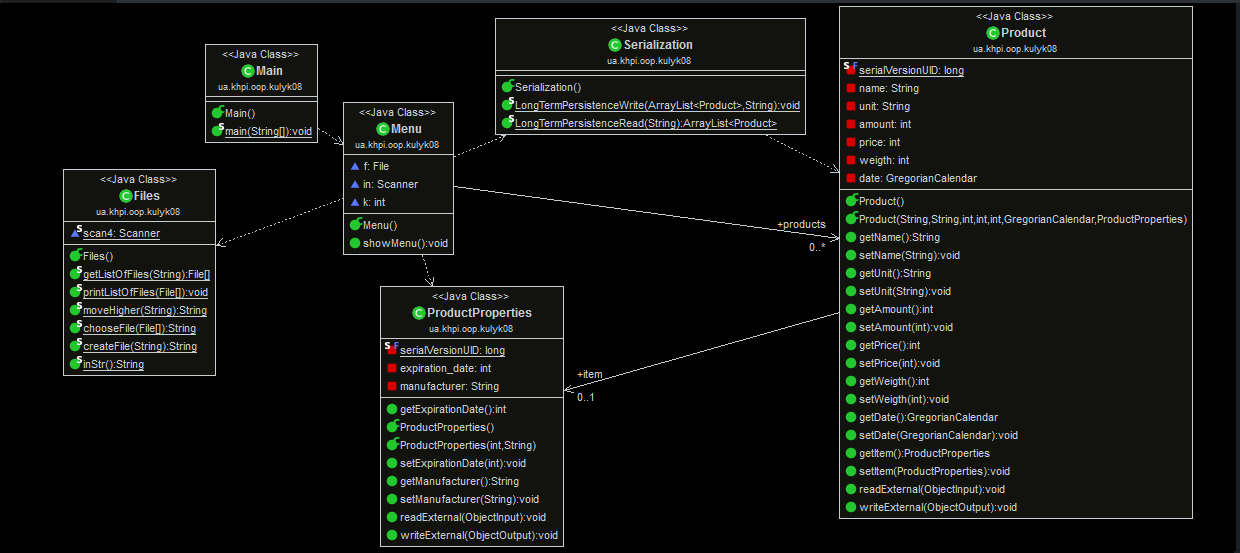 <<Java Class>>
Main
ua.khpi.oop.kulyk08
Main()
main(String[]):void
<<Java Class>>
Menu
ua.khpi.oop.kulyk08
f: File
in: Scanner
k: int
Menu()
showMenu():void
<<Java Class>>
Serialization
ua.khpi.oop.kulyk08
Serialization()
LongTermPersistenceWrite(ArrayList<Product>,String):void
LongTermPersistenceRead(String):ArrayList<Product>
<<Java Class>>
Product
ua.khpi.oop.kulyk08
serialVersionUID: long
name: String
unit: String
amount: int
price: int
weigth: int
date: GregorianCalendar
Product()
Product(String,String,int,int,int,GregorianCalendar,ProductProperties)
getName():String
setName(String):void
getUnit():String
setUnit(String):void
getAmount():int
setAmount(int):void
getPrice():int
setPrice(int):void
getWeigth():int
setWeigth(int):void
getDate():GregorianCalendar
setDate(GregorianCalendar):void
getItem():ProductProperties
setItem(ProductProperties):void
readExternal(ObjectInput):void
writeExternal(ObjectOutput):void
<<Java Class>>
Files
ua.khpi.oop.kulyk08
scan4: Scanner
Files()
getListOfFiles(String):File[]
printListOfFiles(File[]):void
moveHigher(String):String
chooseFile(File[]):String
createFile(String):String
inStr():String
+products
0..*
<<Java Class>>
ProductProperties
ua.khpi.oop.kulyk08
serialVersionUID: long
expiration_date: int
manufacturer: String
getExpirationDate():int
ProductProperties()
ProductProperties(int,String)
setExpirationDate(int):void
getManufacturer():String
setManufacturer(String):void
readExternal(ObjectInput):void
writeExternal(ObjectOutput):void
+item
0..1